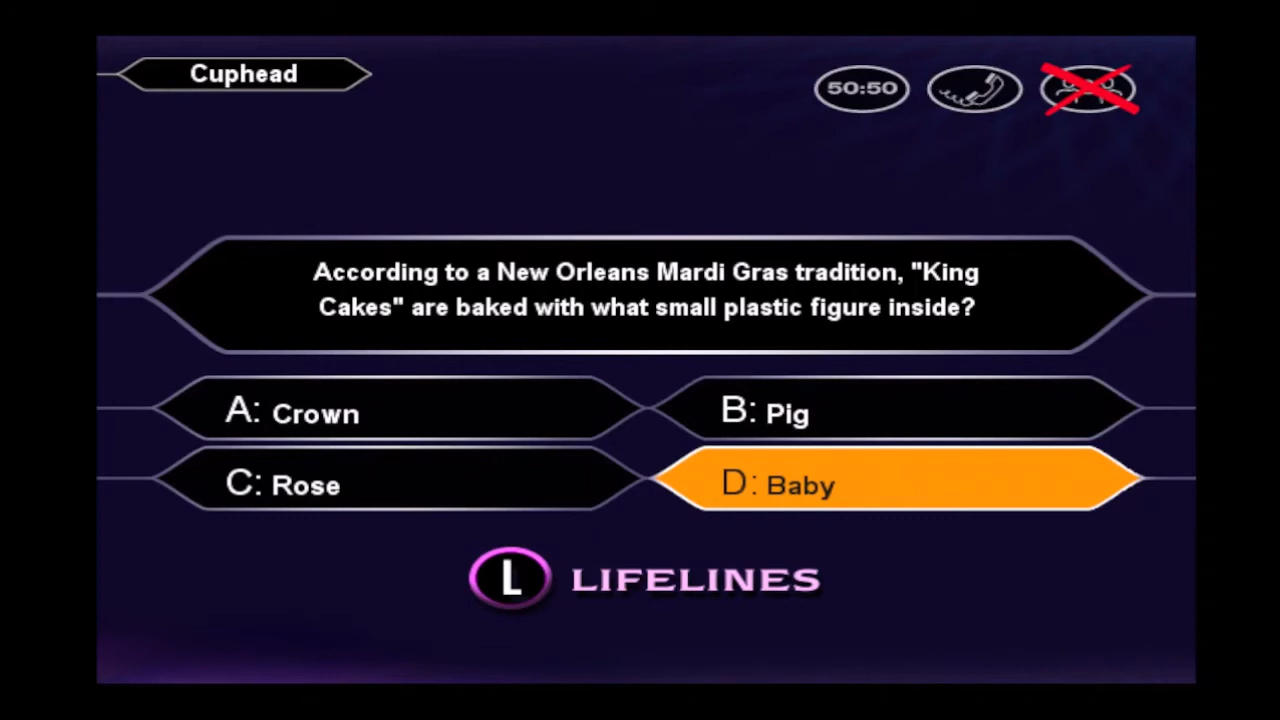 Cuphead
50:50
According to a New Orleans Mardi Gras tradition, "King
Cakes" are baked with what small plastic figure inside?
A: Crown
B: Pig
C: Rose
D: Baby
L LIFELINES